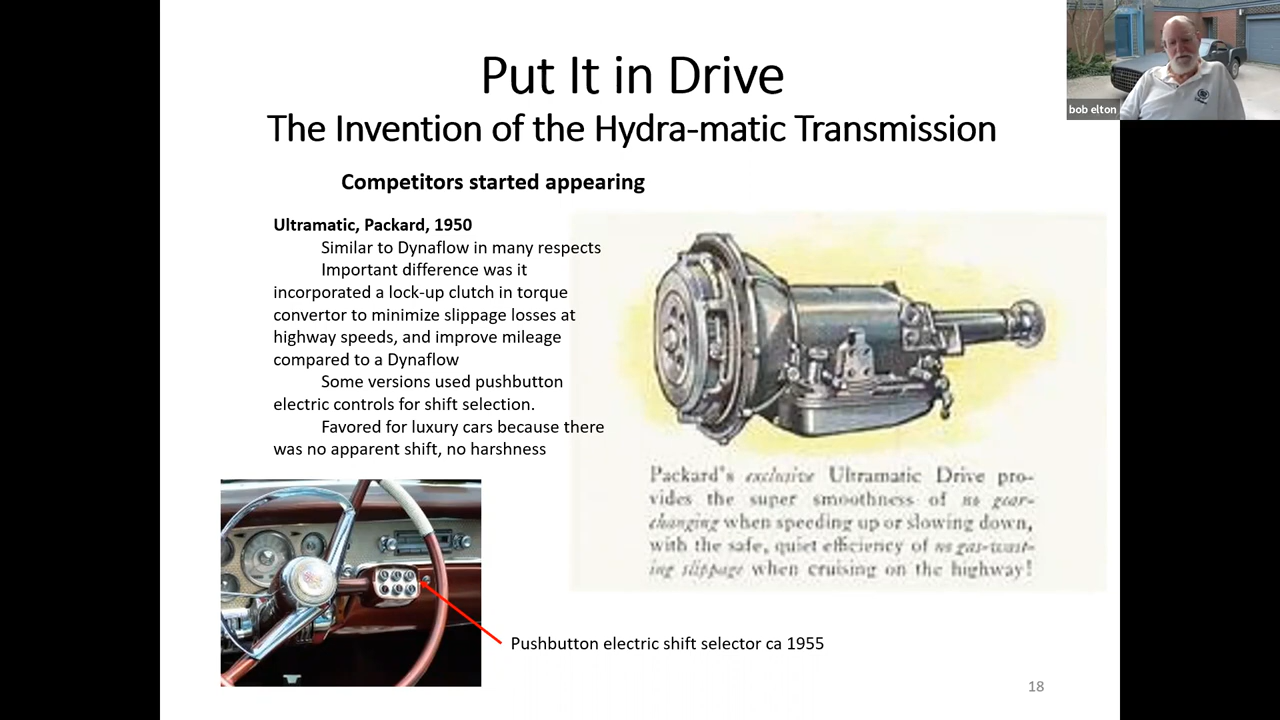 Put It in Drive
The Invention of the Hydra-matic Transmission
bob elton
Competitors started appearing
Ultramatic, Packard, 1950
Similar to Dynaflow in many respects
Important difference was it
incorporated a lock-up clutch in torque
convertor to minimize slippage losses at
highway speeds, and improve mileage
compared to a Dynaflow
Some versions used pushbutton
electric controls for shift selection.
Favored for luxury cars because there
was no apparent shift, no harshness
Packard's exclusive Ultramatic Drive pro-
vides the super smoothness of no gear-
changing when speeding up or slowing down,
with the safe, quiet efficiency of no gas-wast-
ing slippage when cruising on the highway!
Pushbutton electric shift selector ca 1955
18